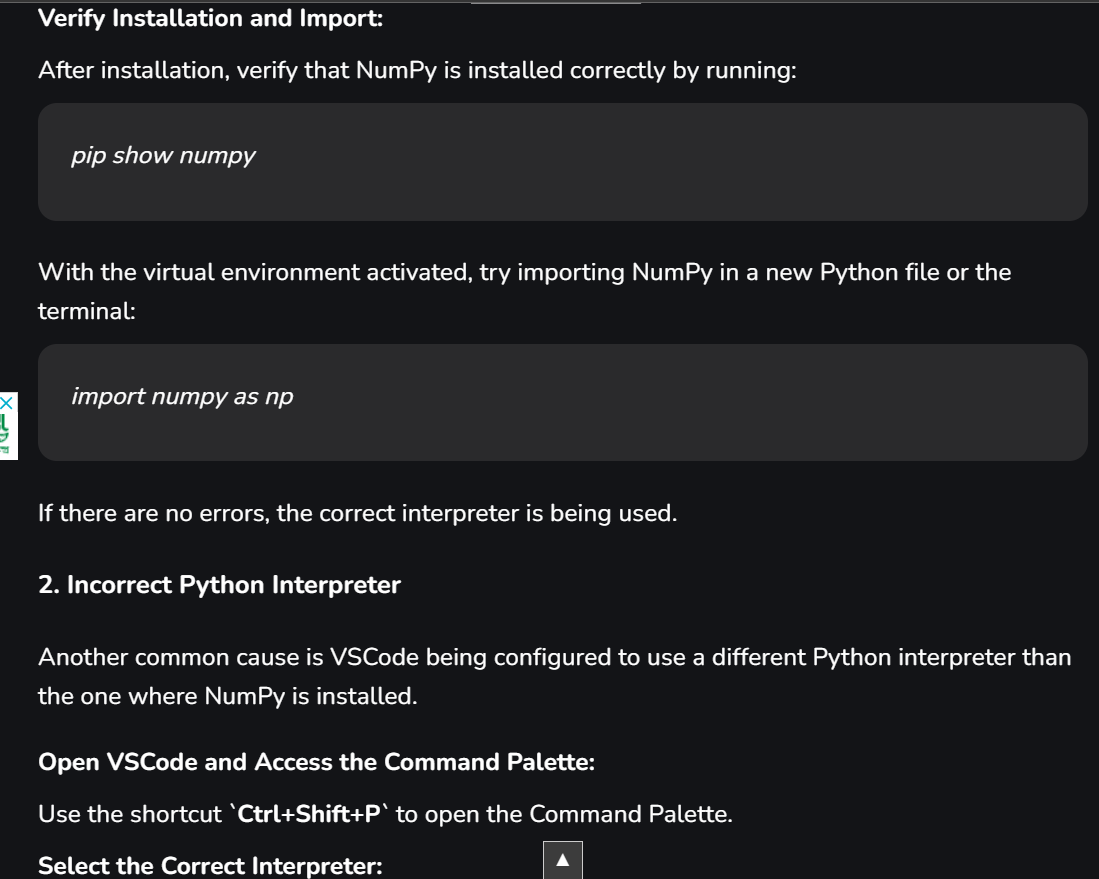 Verify Installation and Import:
After installation, verify that NumPy is installed correctly by running:
pip show numpy
With the virtual environment activated, try importing NumPy in a new Python file or the
terminal:
import numpy as np
If there are no errors, the correct interpreter is being used.
2. Incorrect Python Interpreter
Another common cause is VSCode being configured to use a different Python interpreter than
the one where NumPy is installed.
Open VSCode and Access the Command Palette:
Use the shortcut `Ctrl+Shift+P` to open the Command Palette.
Select the Correct Interpreter: